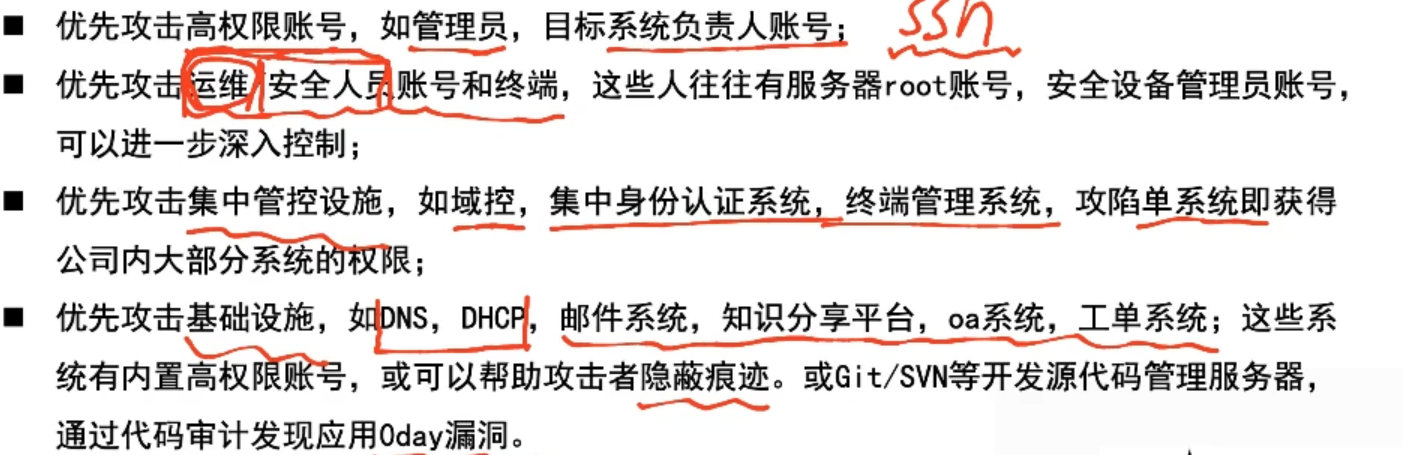 ■ 优先攻击高权限账号，如管理员，目标系统负责人账号； ssh
■ 优先攻击运维/安全人员账号和终端，这些人往往有服务器root账号，安全设备管理员账号，
可以进一步深入控制；
■ 优先攻击集中管控设施，如域控，集中身份认证系统，终端管理系统，攻陷单系统即获得
公司内大部分系统的权限；
■ 优先攻击基础设施，如DNS，DHCP，邮件系统，知识分享平台，oa系统，工单系统；这些系
统有内置高权限账号，或可以帮助攻击者隐蔽痕迹。或Git/SVN等开发源代码管理服务器，
通过代码审计发现应用0day漏洞。